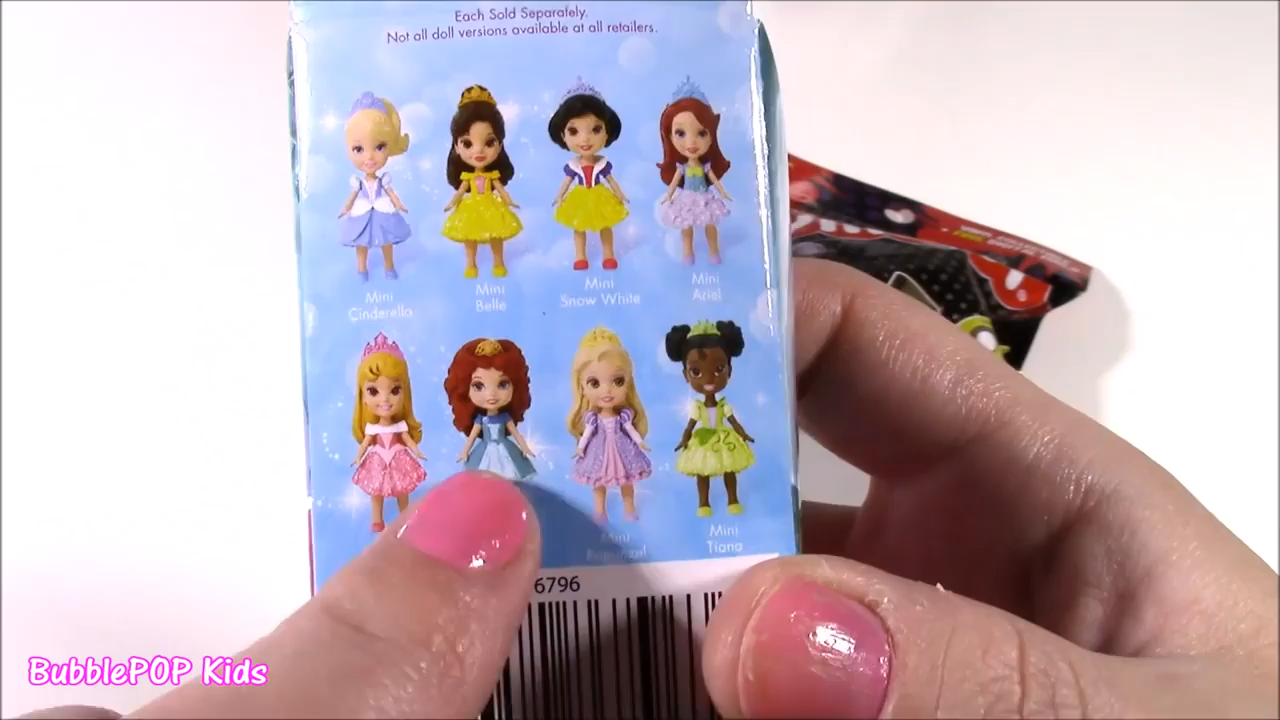 Each Sold Separately.
Not all doll versions available at all retailers.
Mini
Cinderella
Mini
Belle
Mini
Snow White
Mini
Ariel
Mini
Rapunzel
Mini
Tiana
6796
BubblePOP Kids